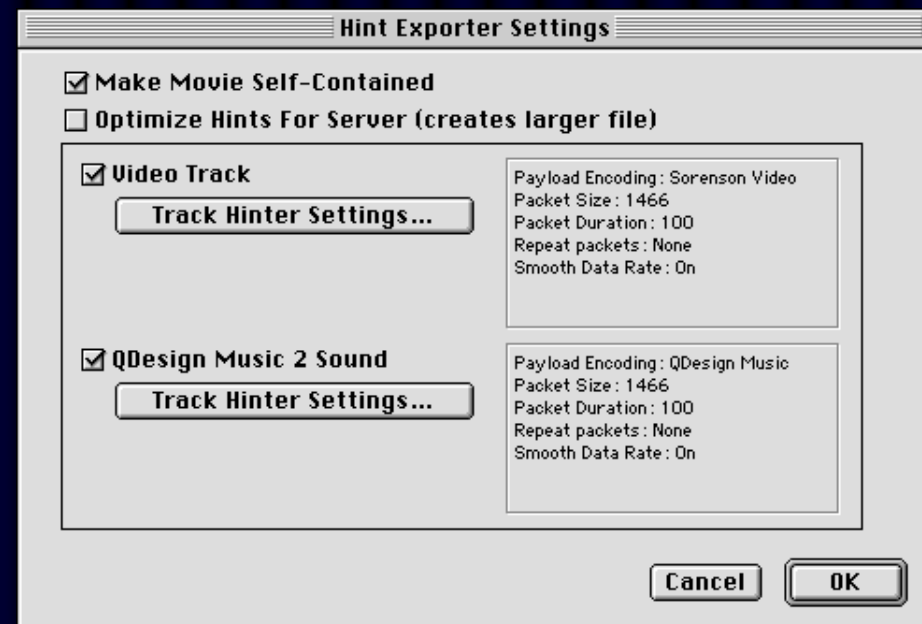 Hint Exporter Settings
Make Movie Self-Contained
Optimize Hints For Server (creates larger file)
Video Track
Track Hinter Settings...
Payload Encoding: Sorenson Video
Packet Size: 1466
Packet Duration: 100
Repeat packets: None
Smooth Data Rate: On
QDesign Music 2 Sound
Track Hinter Settings...
Payload Encoding: QDesign Music
Packet Size: 1466
Packet Duration: 100
Repeat packets: None
Smooth Data Rate: On
Cancel
OK